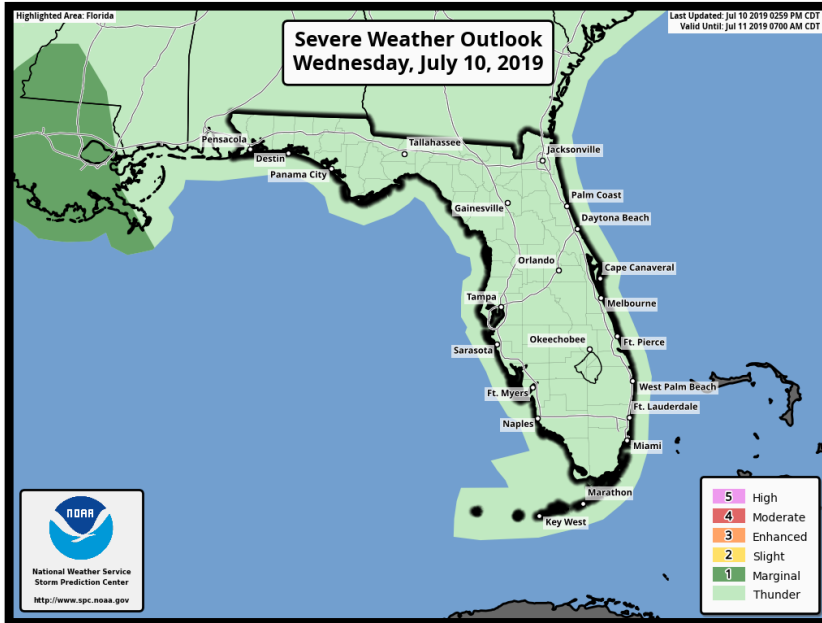 Highlighted Area: Florida
Last Updated: Jul 10 2019 0259 PM CDT
Valid Until: Jul 11 2019 0700 AM CDT
Severe Weather Outlook
Wednesday, July 10, 2019
Pensacola
Destin
Panama City
Tallahassee
Jacksonville
Gainesville
Palm Coast
Daytona Beach
Orlando
Cape Canaveral
Tampa
Melbourne
Sarasota
Okeechobee
Ft. Pierce
Ft. Myers
West Palm Beach
Naples
Ft. Lauderdale
Miami
Marathon
Key West
NOAA
National Weather Service
Storm Prediction Center
http://www.spc.noaa.gov
5 High
4 Moderate
3 Enhanced
2 Slight
1 Marginal
Thunder